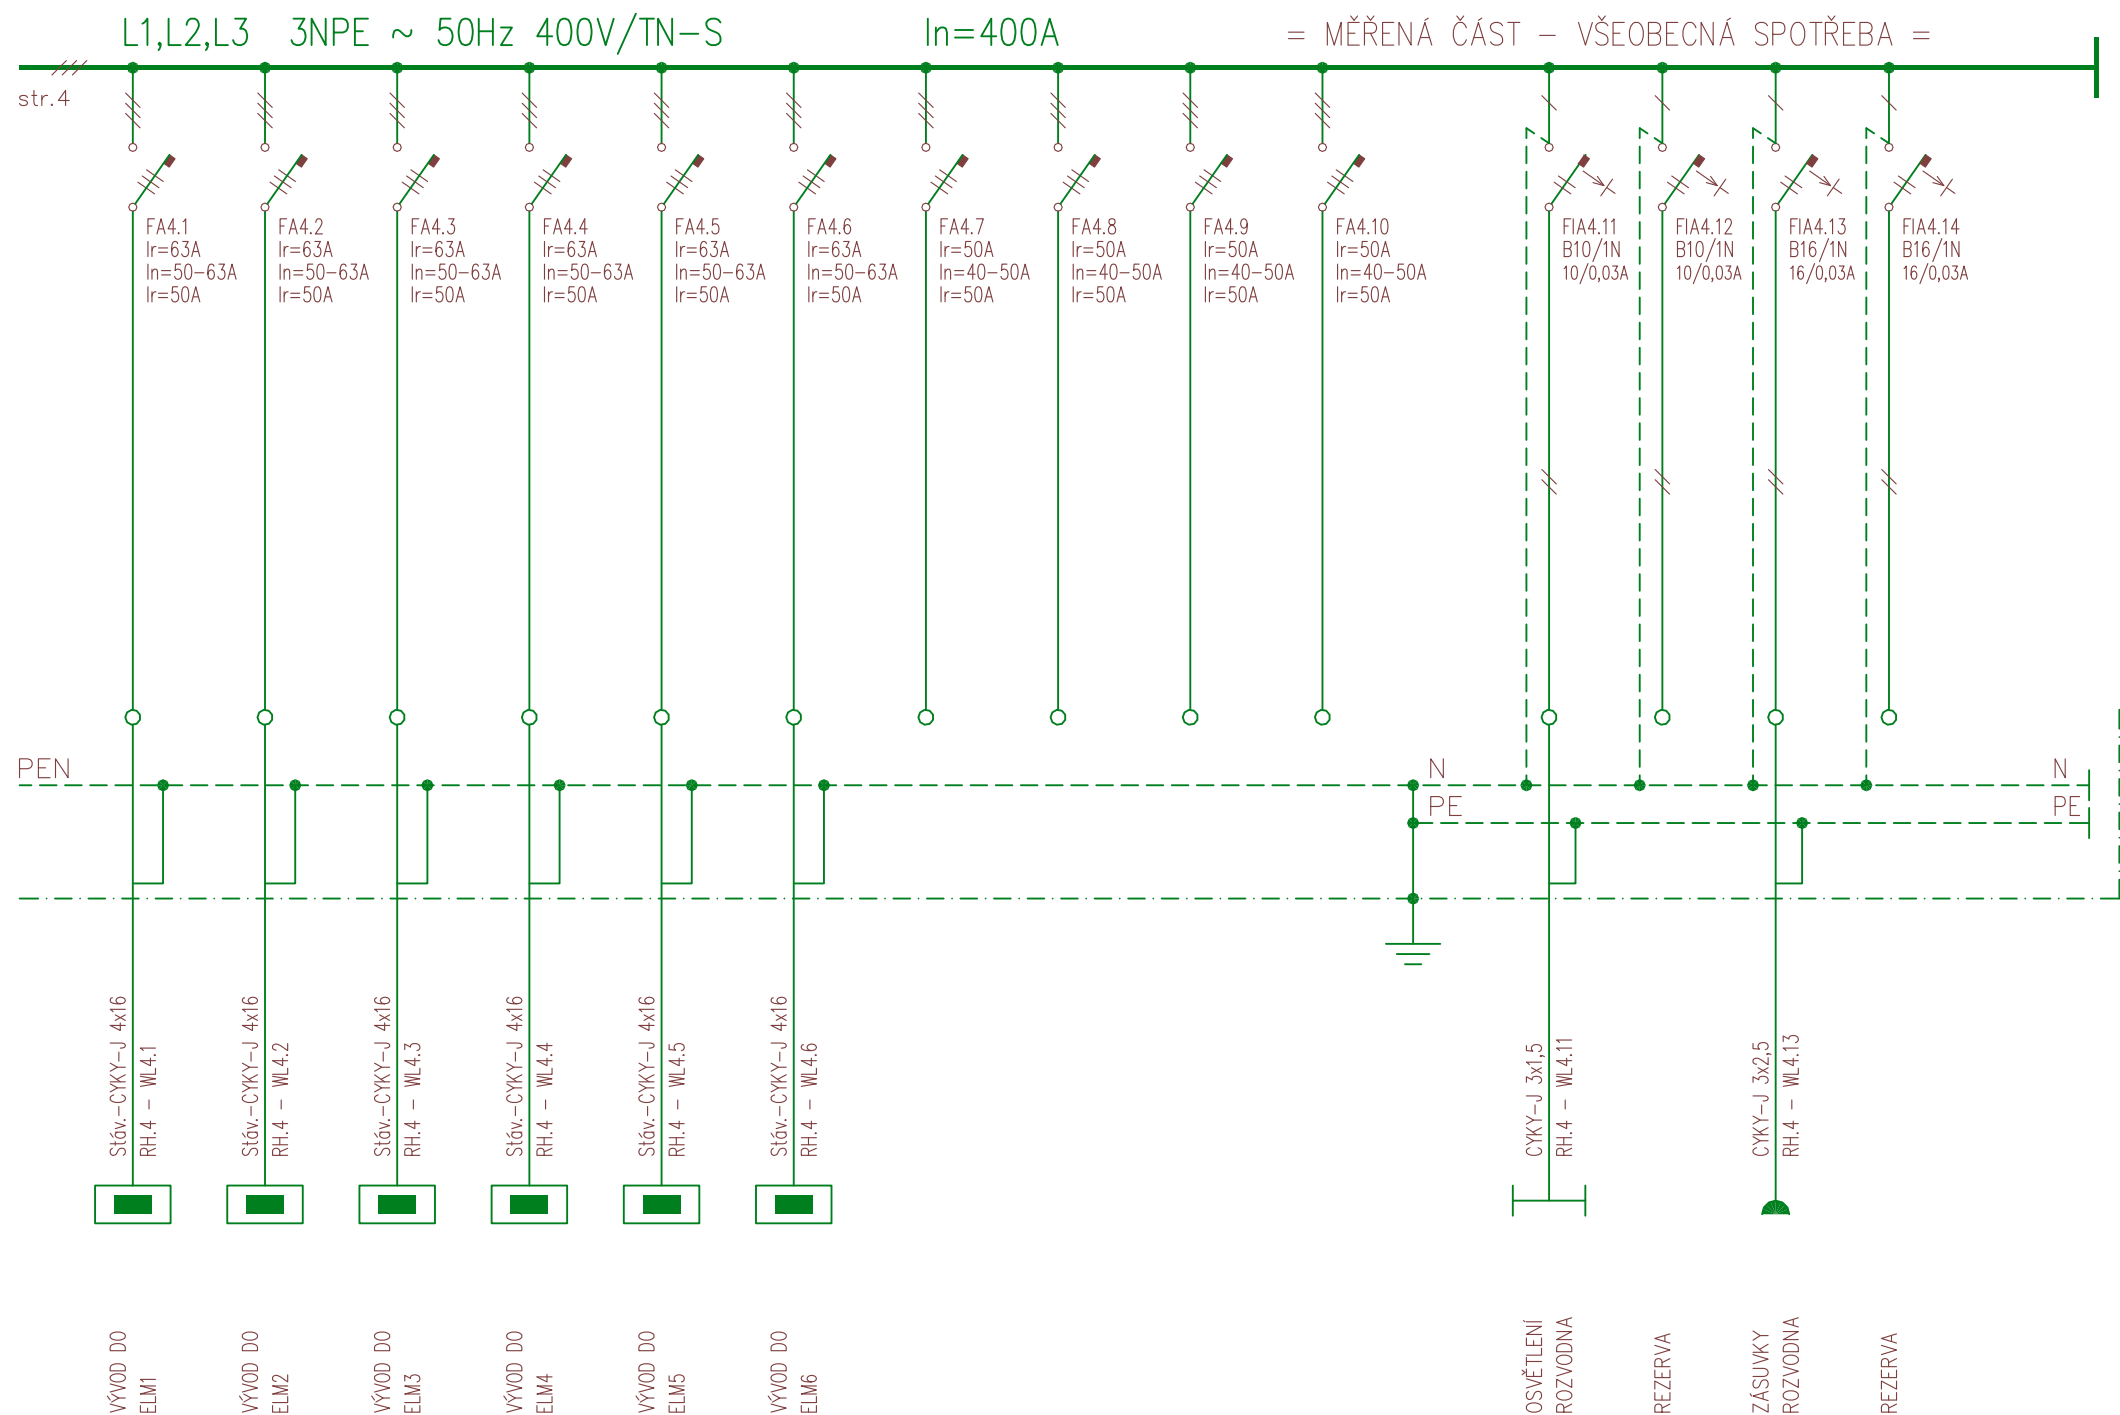 L1,L2,L3 3NPE ~ 50Hz 400V/TN-S In=400A = MĚŘENÁ ČÁST - VŠEOBECNÁ SPOTŘEBA =
str.4
FA4.1
Ir=63A
In=50-63A
Ir=50A
FA4.2
Ir=63A
In=50-63A
Ir=50A
FA4.3
Ir=63A
In=50-63A
Ir=50A
FA4.4
Ir=63A
In=50-63A
Ir=50A
FA4.5
Ir=63A
In=50-63A
Ir=50A
FA4.6
Ir=63A
In=50-63A
Ir=50A
FA4.7
Ir=50A
In=40-50A
Ir=50A
FA4.8
Ir=50A
In=40-50A
Ir=50A
FA4.9
Ir=50A
In=40-50A
Ir=50A
FA4.10
Ir=50A
In=40-50A
Ir=50A
FIA4.11
B10/1N
10/0,03A
FIA4.12
B10/1N
10/0,03A
FIA4.13
B16/1N
16/0,03A
FIA4.14
B16/1N
16/0,03A
PEN
N
N
PE
PE
Stáv.-CYKY-J 4x16
RH.4 - WL4.1
Stáv.-CYKY-J 4x16
RH.4 - WL4.2
Stáv.-CYKY-J 4x16
RH.4 - WL4.3
Stáv.-CYKY-J 4x16
RH.4 - WL4.4
Stáv.-CYKY-J 4x16
RH.4 - WL4.5
Stáv.-CYKY-J 4x16
RH.4 - WL4.6
CYKY-J 3x1,5
RH.4 - WL4.11
CYKY-J 3x2,5
RH.4 - WL4.13
VÝVOD DO
ELM1
VÝVOD DO
ELM2
VÝVOD DO
ELM3
VÝVOD DO
ELM4
VÝVOD DO
ELM5
VÝVOD DO
ELM6
OSVĚTLENÍ
ROZVODNA
REZERVA
ZÁSUVKY
ROZVODNA
REZERVA